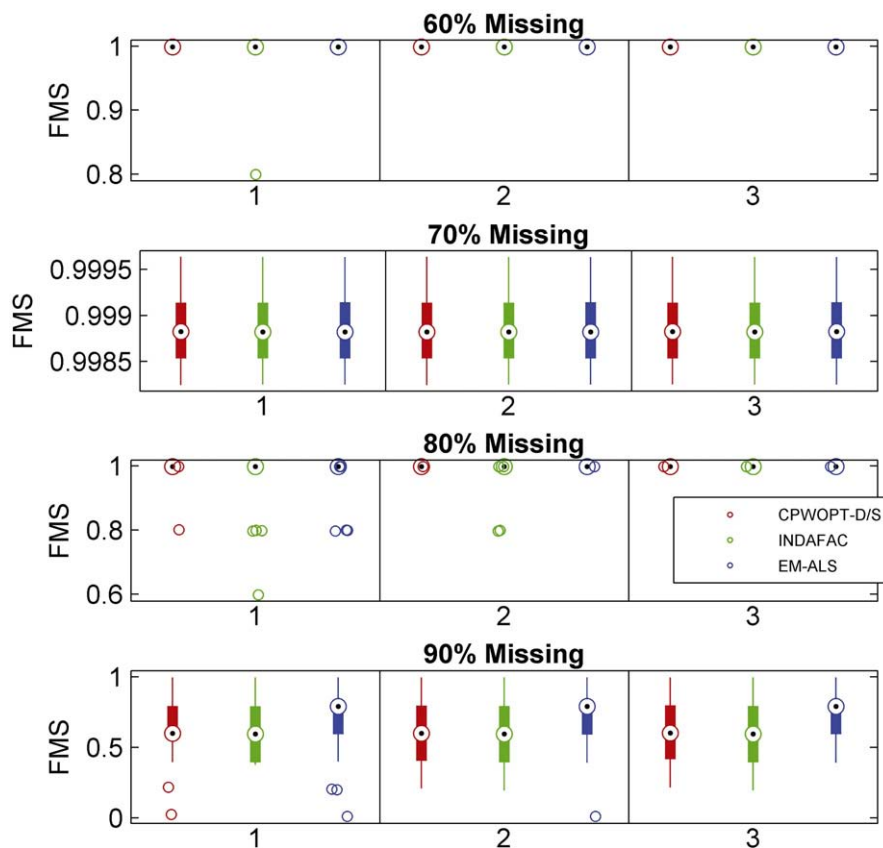 60% Missing
FMS
1
0.9
0.8
1 2 3
70% Missing
FMS
0.9995
0.999
0.9985
1 2 3
80% Missing
FMS
1
0.8
0.6
CPWOPT-D/S
INDAFAC
EM-ALS
1 2 3
90% Missing
FMS
1
0.5
0
1 2 3